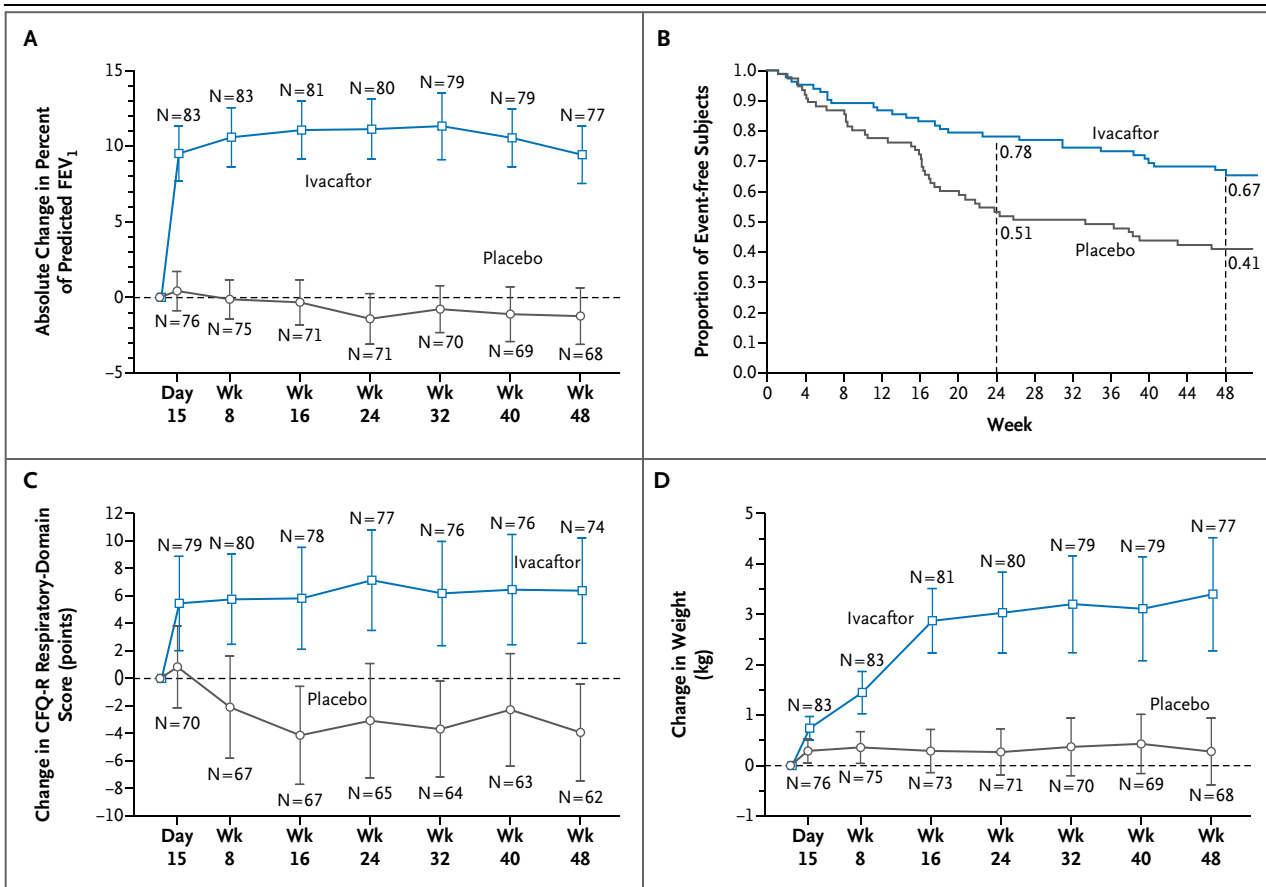 A
Absolute Change in Percent
of Predicted FEV1
15
10
5
0
–5
N=83
N=83
N=81
N=80
N=79
N=79
N=77
Ivacaftor
Placebo
N=76
N=75
N=71
N=71
N=70
N=69
N=68
Day
15
Wk
8
Wk
16
Wk
24
Wk
32
Wk
40
Wk
48
B
Proportion of Event-free Subjects
1.0
0.9
0.8
0.7
0.6
0.5
0.4
0.3
0.2
0.1
0.0
Ivacaftor
0.78
0.67
0.51
Placebo
0.41
0 4 8 12 16 20 24 28 32 36 40 44 48
Week
C
Change in CFQ-R Respiratory-Domain
Score (points)
12
10
8
6
4
2
0
–2
–4
–6
–8
–10
N=79
N=80
N=78
N=77
N=76
N=76
N=74
Ivacaftor
Placebo
N=70
N=67
N=67
N=65
N=64
N=63
N=62
Day
15
Wk
8
Wk
16
Wk
24
Wk
32
Wk
40
Wk
48
D
Change in Weight
(kg)
5
4
3
2
1
0
–1
N=83
N=83
N=81
N=80
N=79
N=79
N=77
Ivacaftor
Placebo
N=76
N=75
N=73
N=71
N=70
N=69
N=68
Day
15
Wk
8
Wk
16
Wk
24
Wk
32
Wk
40
Wk
48